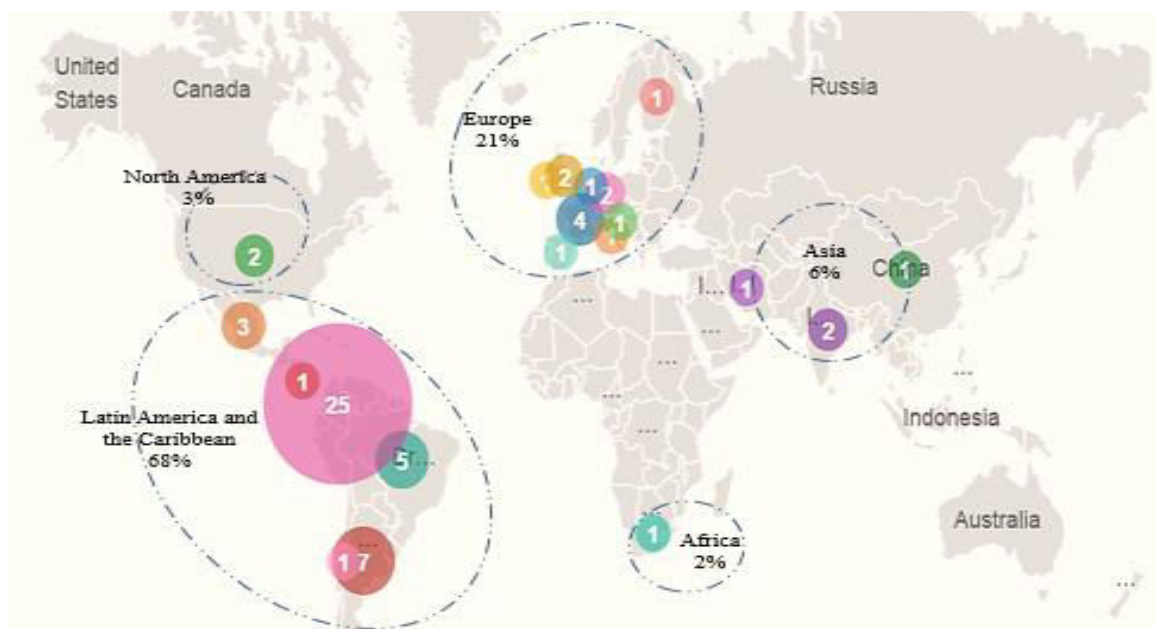 United
States
Canada
Russia
1
Europe
21%
North America
3%
2
1
2
4
1
1
2
Asia
6%
China
1
1
I...
2
3
1
25
Latin America and
the Caribbean
68%
Br...
5
1
7
Indonesia
Australia
1
Africa
2%
...
...
...
...
...
...
...